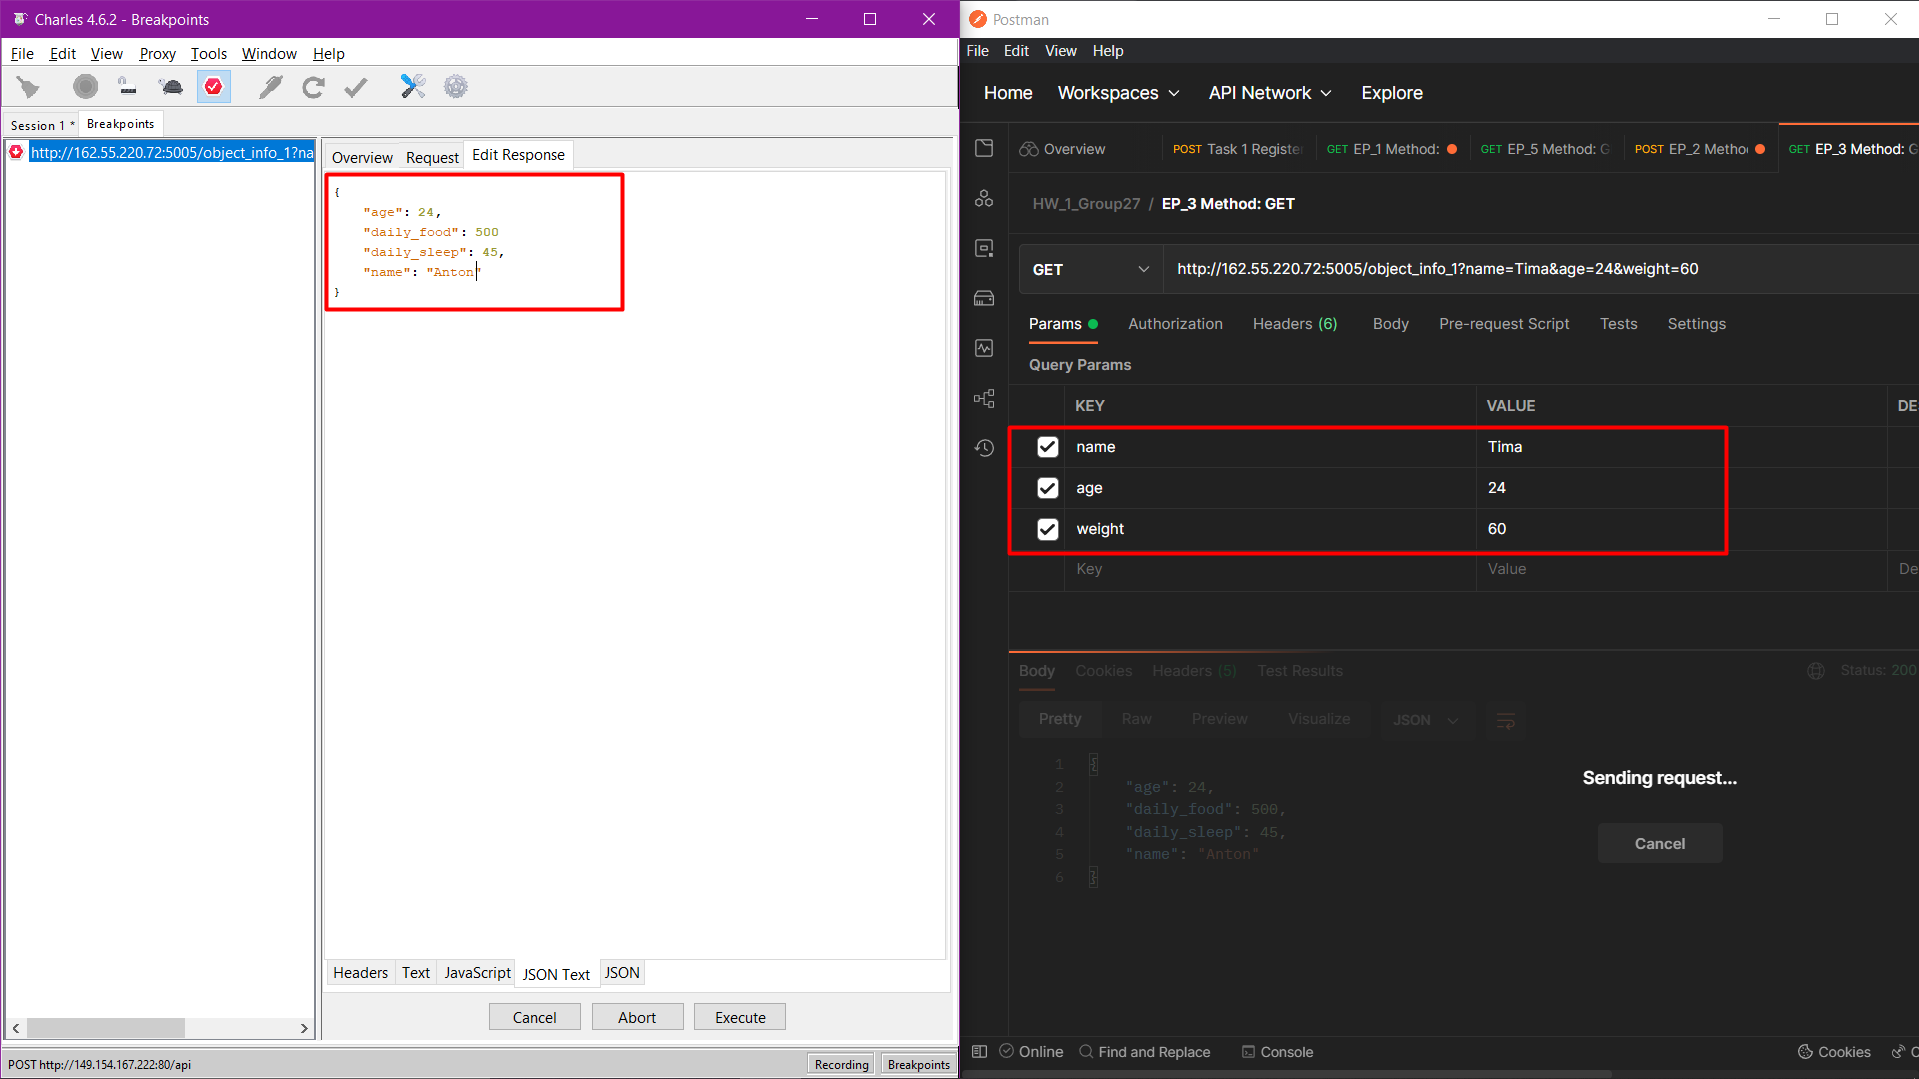 Charles 4.6.2 - Breakpoints
File Edit View Proxy Tools Window Help
Session 1 * Breakpoints
http://162.55.220.72:5005/object_info_1?na
Overview Request Edit Response
{
"age": 24,
"daily_food": 500
"daily_sleep": 45,
"name": "Anton"
}
Headers Text JavaScript JSON Text JSON
Cancel Abort Execute
POST http://149.154.167.222:80/api
Recording Breakpoints
Postman
File Edit View Help
Home Workspaces API Network Explore
Overview POST Task 1 Registe GET EP_1 Method: GET EP_5 Method: G POST EP_2 Metho GET EP_3 Method: G
HW_1_Group27 / EP_3 Method: GET
GET http://162.55.220.72:5005/object_info_1?name=Tima&age=24&weight=60
Params Authorization Headers (6) Body Pre-request Script Tests Settings
Query Params
KEY VALUE DE
name Tima
age 24
weight 60
Key Value De
Body Cookies Headers (5) Test Results Status: 200
Pretty Raw Preview Visualize JSON
1 {
2 "age": 24,
3 "daily_food": 500,
4 "daily_sleep": 45,
5 "name": "Anton"
6 }
Sending request...
Cancel
Online Find and Replace Console Cookies C